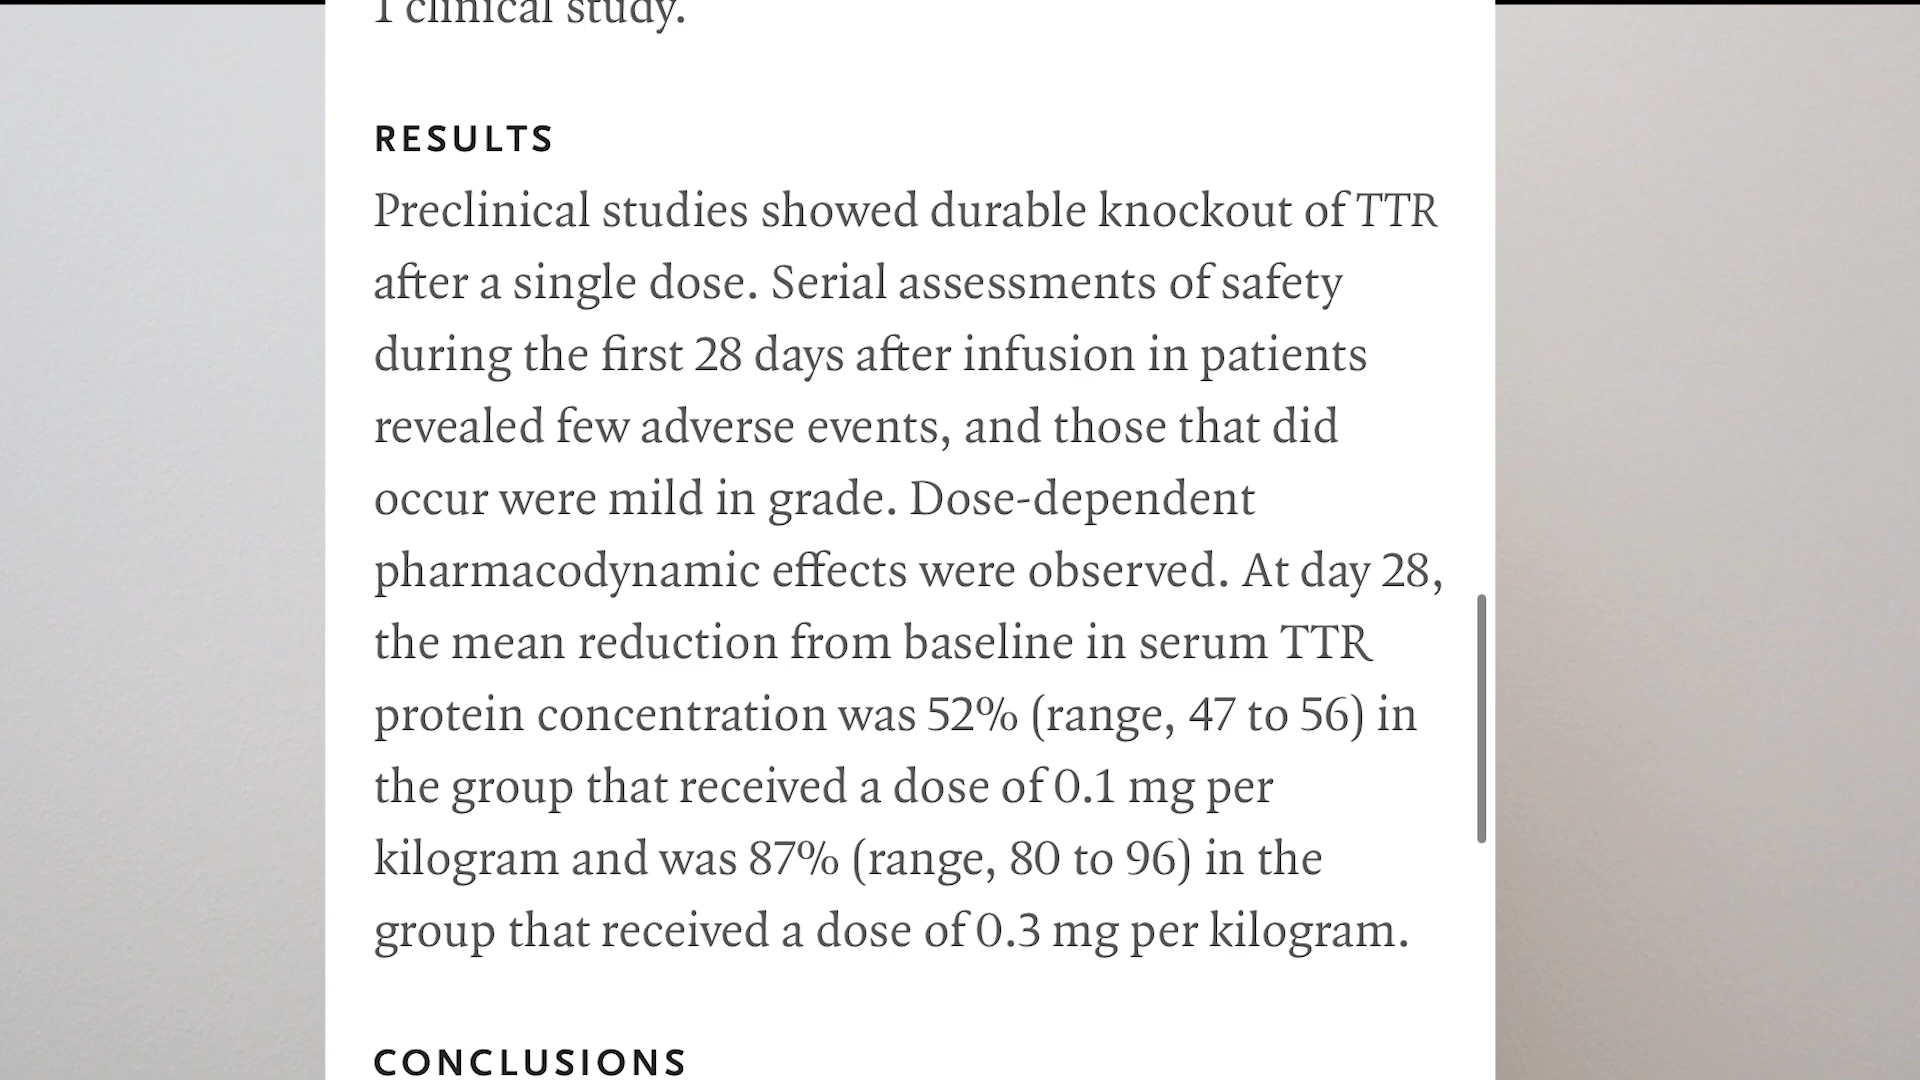 1 clinical study.
RESULTS
Preclinical studies showed durable knockout of TTR
after a single dose. Serial assessments of safety
during the first 28 days after infusion in patients
revealed few adverse events, and those that did
occur were mild in grade. Dose-dependent
pharmacodynamic effects were observed. At day 28,
the mean reduction from baseline in serum TTR
protein concentration was 52% (range, 47 to 56) in
the group that received a dose of 0.1 mg per
kilogram and was 87% (range, 80 to 96) in the
group that received a dose of 0.3 mg per kilogram.
CONCLUSIONS